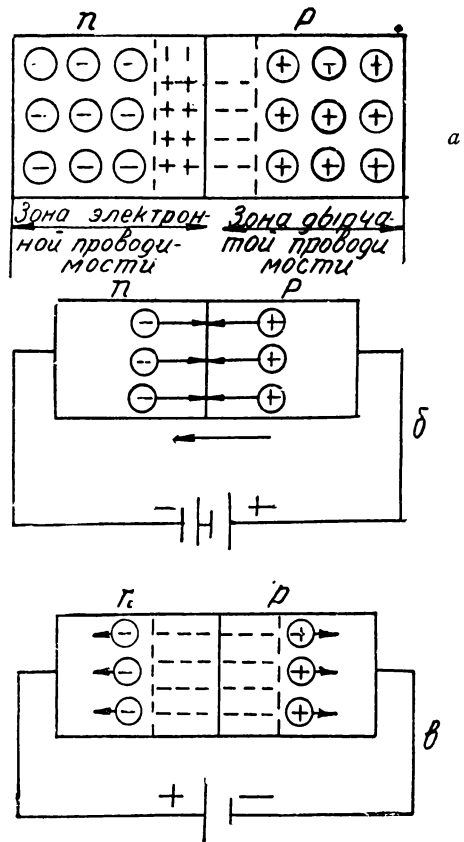 n p
а
Зона электрон- Зона дырча-
ной проводи- той проводи
мости мости
n p
б
- +
p
в
+ -